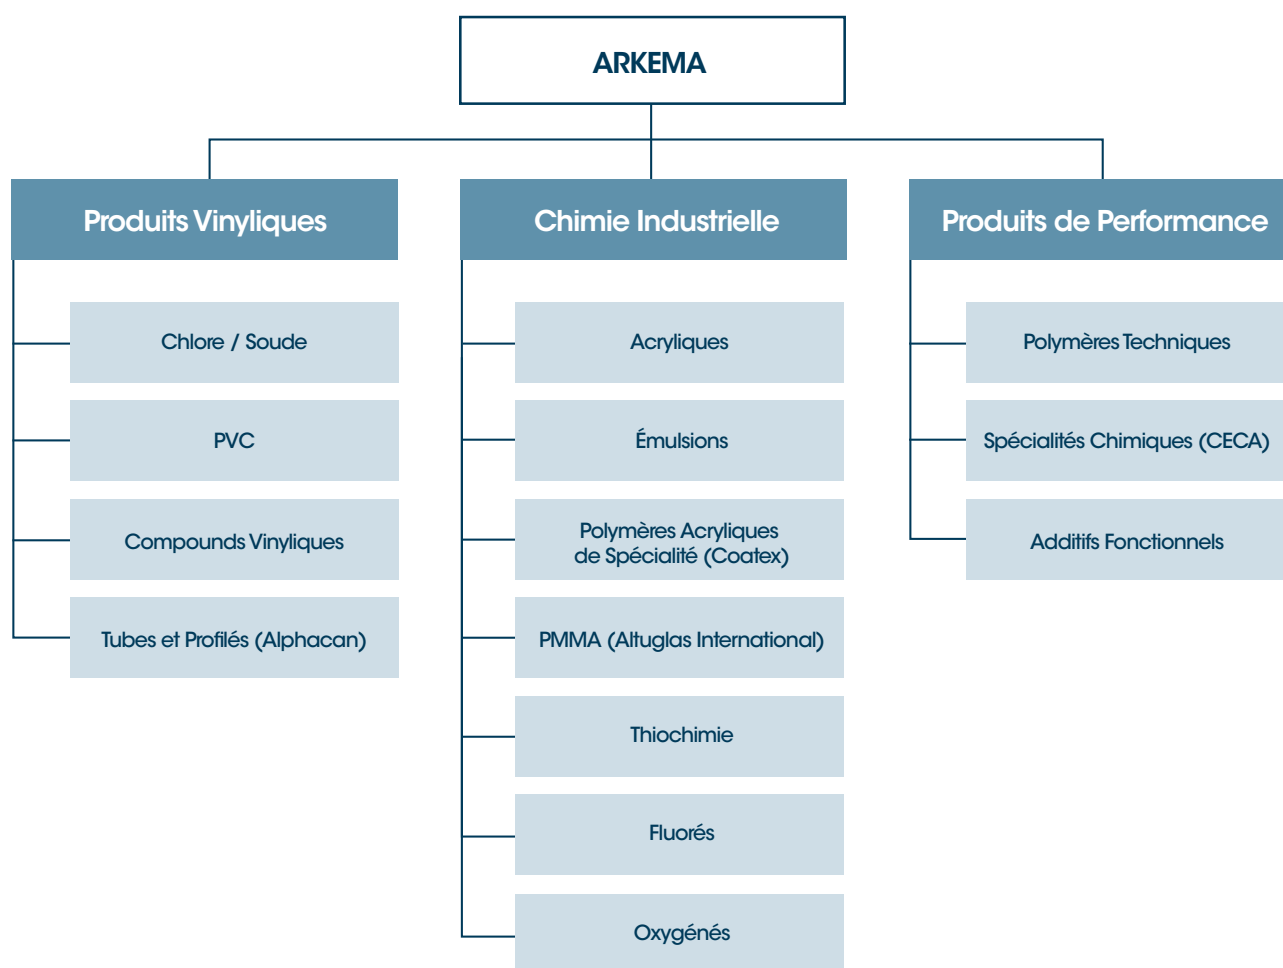 ARKEMA
Produits Vinyliques
Chlore / Soude
PVC
Compounds Vinyliques
Tubes et Profilés (Alphacan)
Chimie Industrielle
Acryliques
Émulsions
Polymères Acryliques
de Spécialité (Coatex)
PMMA (Altuglas International)
Thiochimie
Fluorés
Oxygénés
Produits de Performance
Polymères Techniques
Spécialités Chimiques (CECA)
Additifs Fonctionnels